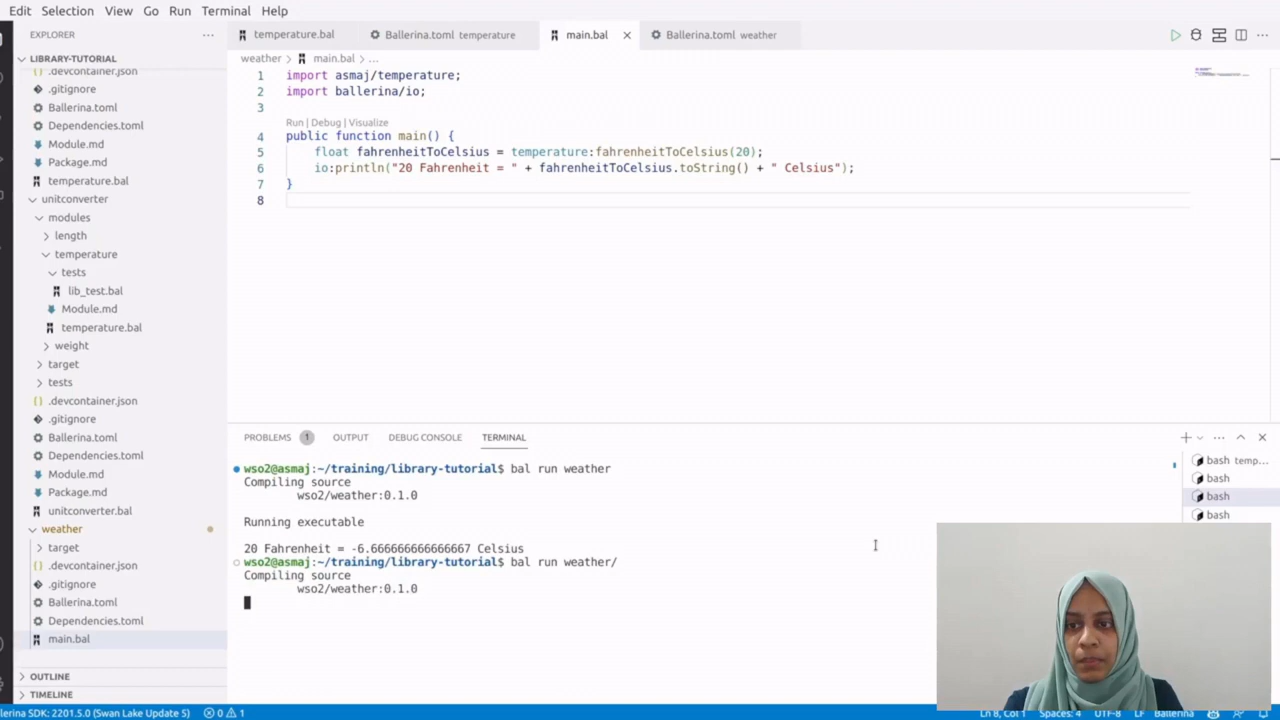 Edit Selection View Go Run Terminal Help
EXPLORER
temperature.bal
Ballerina.toml temperature
main.bal
Ballerina.toml weather
LIBRARY-TUTORIAL
.devcontainer.json
.gitignore
Ballerina.toml
Dependencies.toml
Module.md
Package.md
temperature.bal
unitconverter
modules
length
temperature
tests
lib_test.bal
Module.md
temperature.bal
weight
target
tests
.devcontainer.json
.gitignore
Ballerina.toml
Dependencies.toml
Module.md
Package.md
unitconverter.bal
weather
target
.devcontainer.json
.gitignore
Ballerina.toml
Dependencies.toml
main.bal
OUTLINE
TIMELINE
weather > main.bal > ...
1 import asmaj/temperature;
2 import ballerina/io;
3
Run | Debug | Visualize
4 public function main() {
5 float fahrenheitToCelsius = temperature:fahrenheitToCelsius(20);
6 io:println("20 Fahrenheit = " + fahrenheitToCelsius.toString() + " Celsius");
7 }
8
PROBLEMS 1 OUTPUT DEBUG CONSOLE TERMINAL
wso2@asmaj:~/training/library-tutorial$ bal run weather
Compiling source
wso2/weather:0.1.0
Running executable
20 Fahrenheit = -6.666666666666667 Celsius
wso2@asmaj:~/training/library-tutorial$ bal run weather/
Compiling source
wso2/weather:0.1.0
bash temp...
bash
bash
bash
llerina SDK: 2201.5.0 (Swan Lake Update 5) 0 1
Ln 8, Col 1 Spaces: 4 UTF-8 LF Ballerina